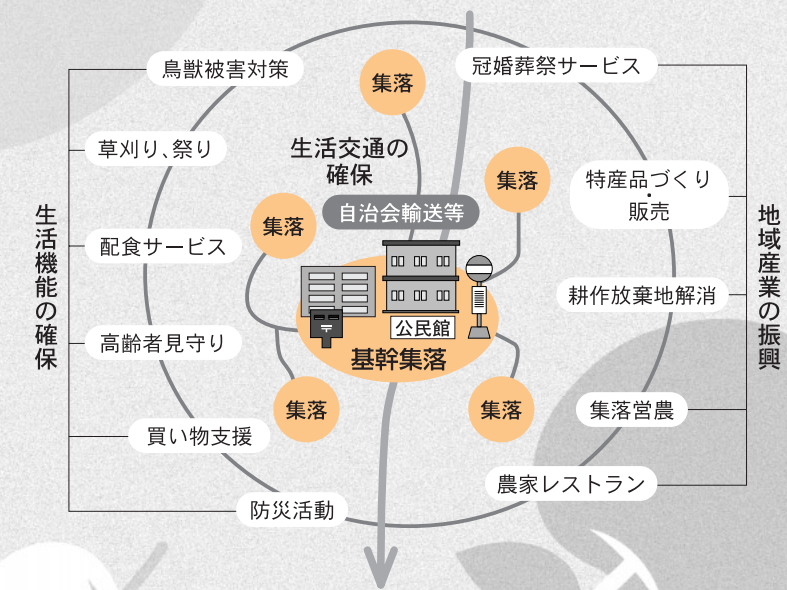 鳥獣被害対策
集落
冠婚葬祭サービス
草刈り、祭り
生活交通の
確保
集落
特産品づくり
・
販売
自治会輸送等
集落
配食サービス
生活機能の確保
地域産業の振興
耕作放棄地解消
〒
公民館
高齢者見守り
基幹集落
集落
集落
集落営農
買い物支援
農家レストラン
防災活動